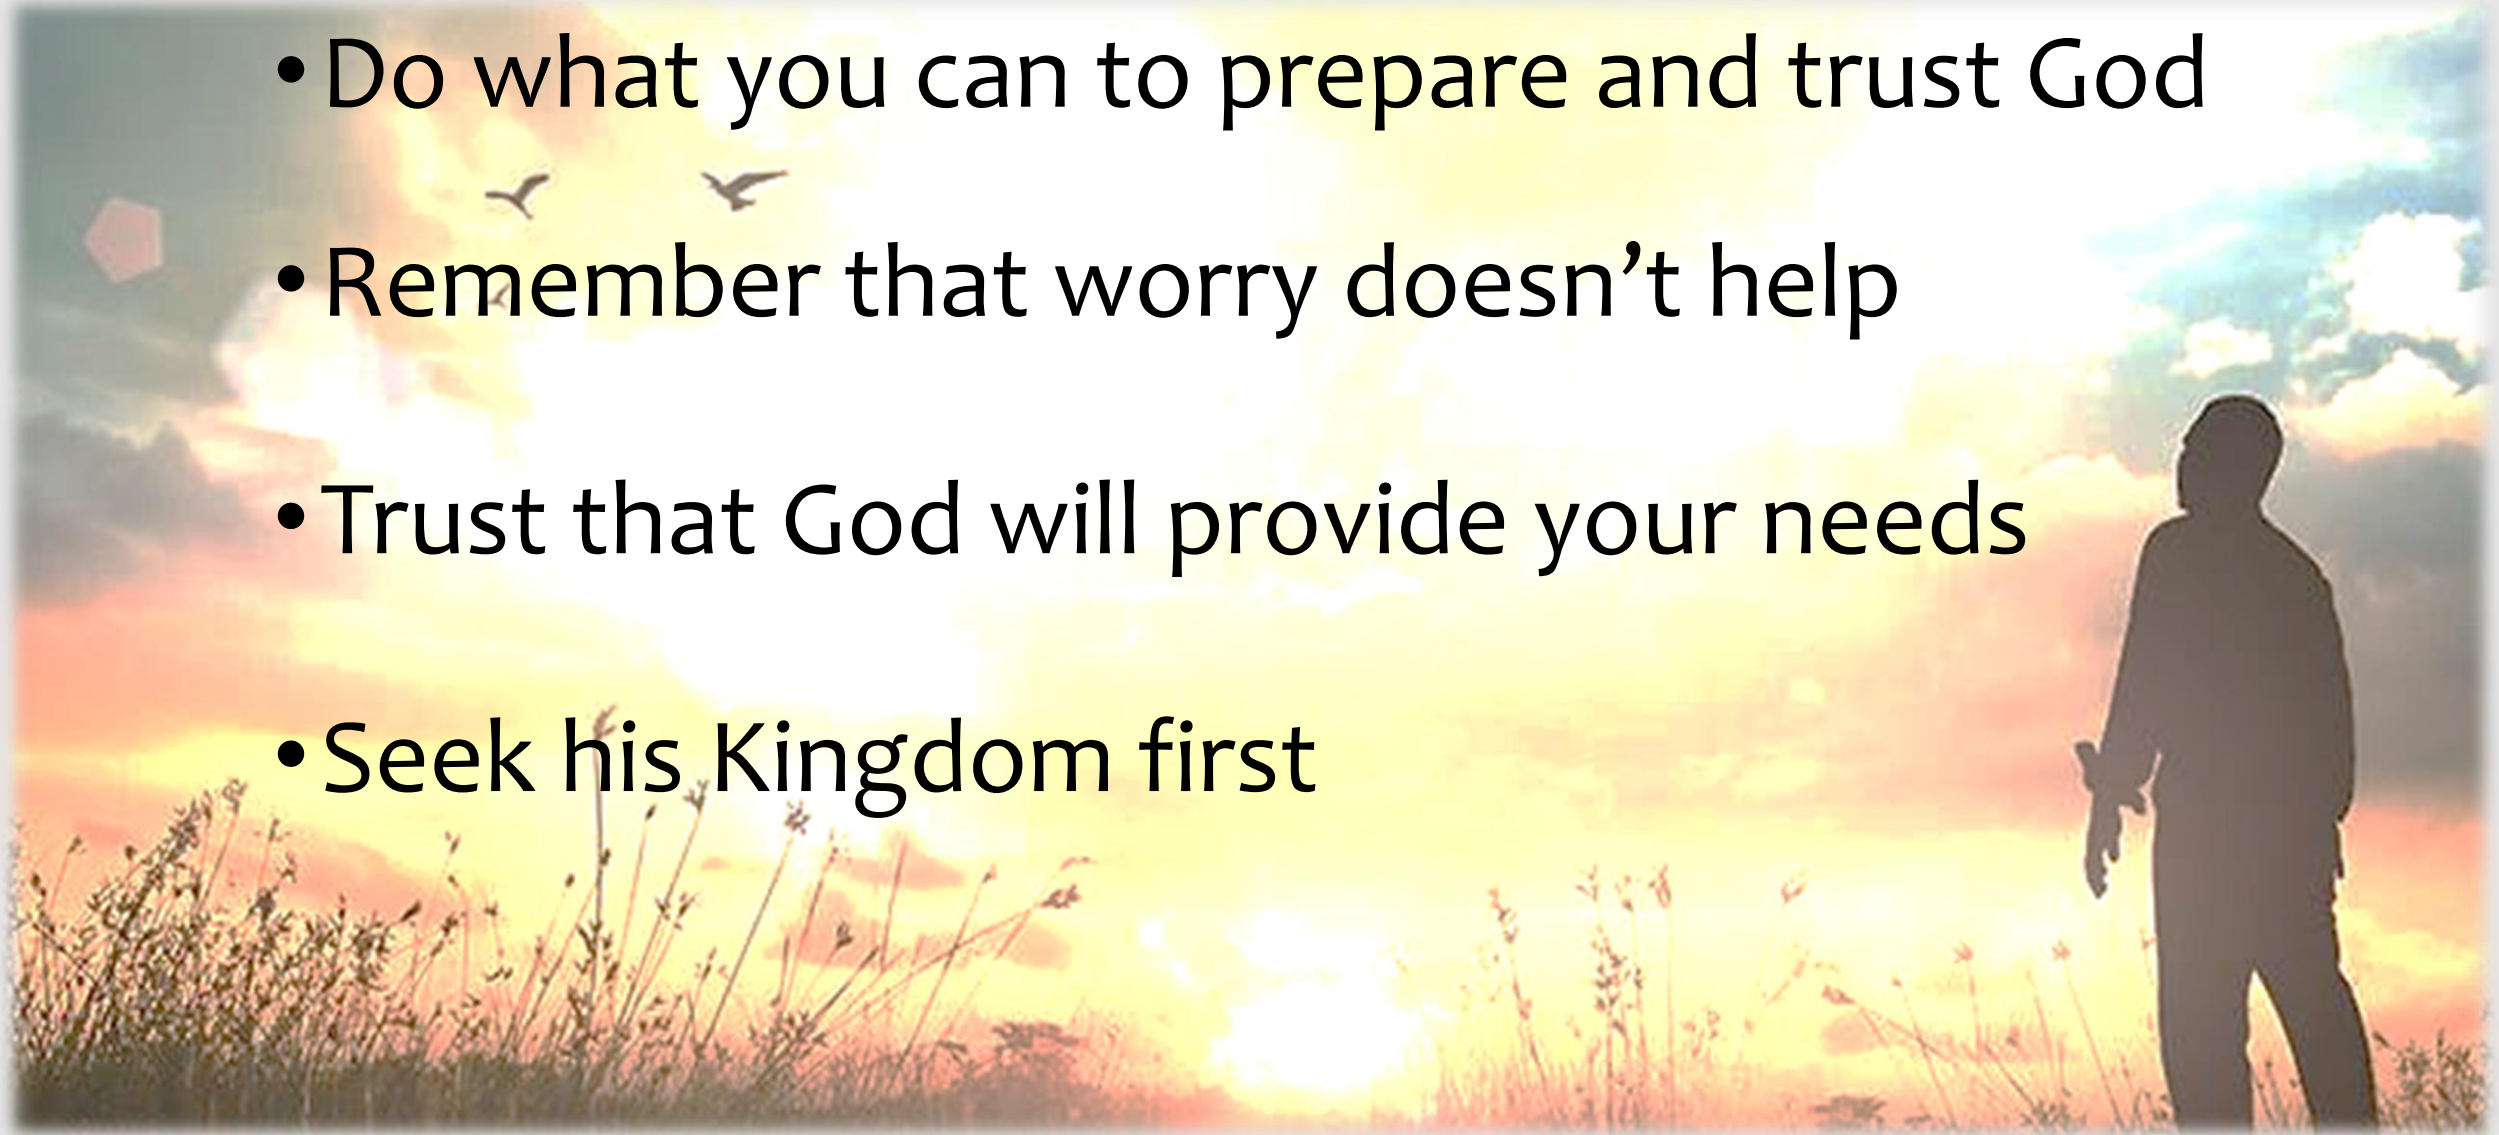 • Do what you can to prepare and trust God
• Remember that worry doesn’t help
• Trust that God will provide your needs
• Seek his Kingdom first